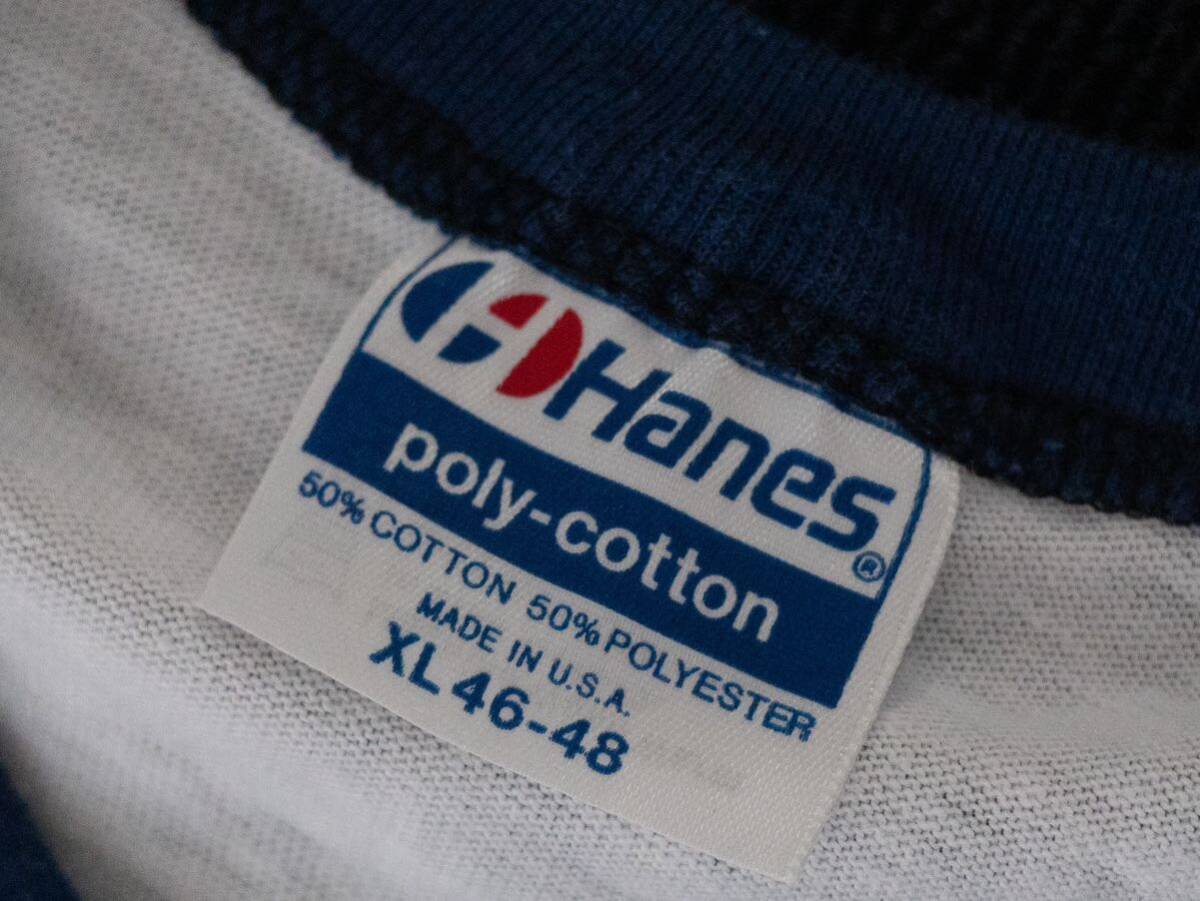 Hanes®
poly-cotton
50% COTTON 50% POLYESTER
MADE IN U.S.A.
XL 46-48